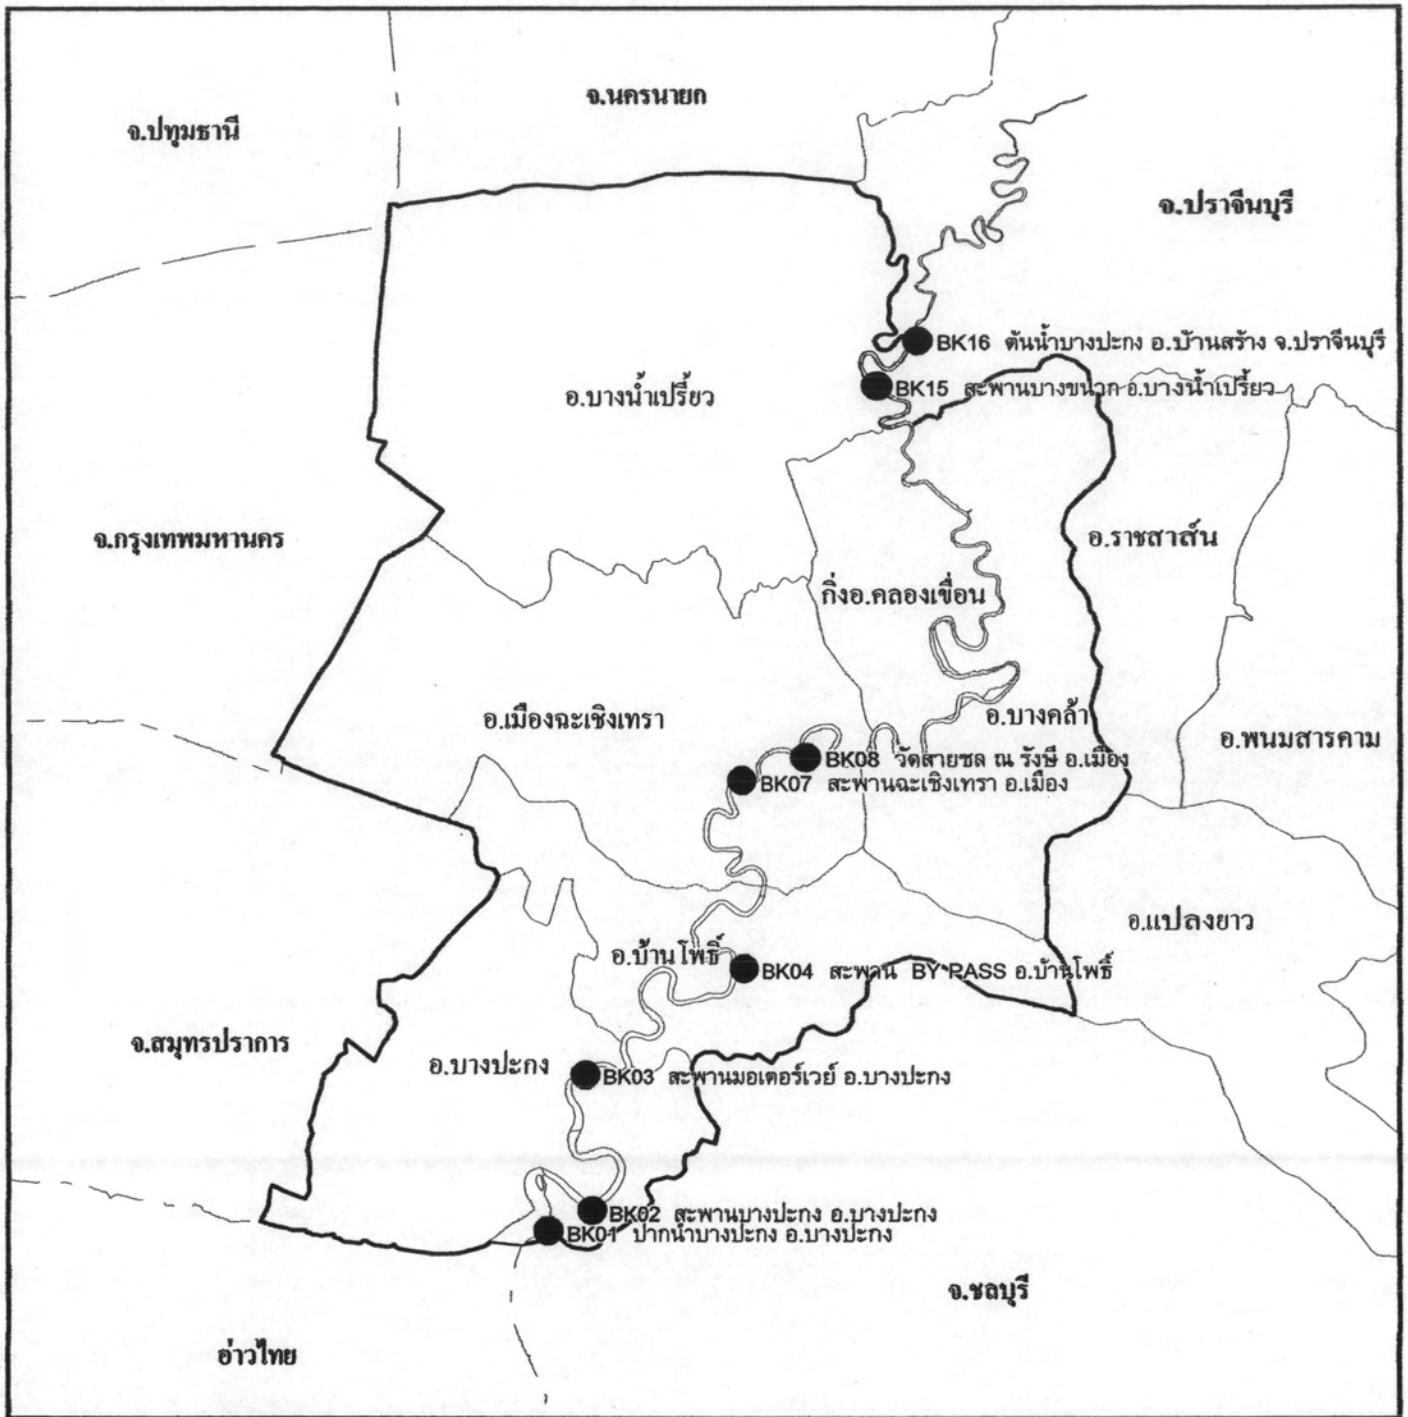 จ.นครนายก
จ.ปทุมธานี
จ.ปราจีนบุรี
BK16 ต้นน้ำบางปะกง อ.บ้านสร้าง จ.ปราจีนบุรี
BK15 สะพานบางขนาก อ.บางน้ำเปรี้ยว
อ.บางน้ำเปรี้ยว
จ.กรุงเทพมหานคร
อ.ราชสาส์น
กิ่งอ.คลองเขื่อน
อ.เมืองฉะเชิงเทรา
อ.บางคล้า
อ.พนมสารคาม
BK08 วัดสายชล ณ รังษี อ.เมือง
BK07 สะพานฉะเชิงเทรา อ.เมือง
อ.แปลงยาว
อ.บ้านโพธิ์
BK04 สะพาน BY-PASS อ.บ้านโพธิ์
จ.สมุทรปราการ
อ.บางปะกง
BK03 สะพานมอเตอร์เวย์ อ.บางปะกง
BK02 สะพานบางปะกง อ.บางปะกง
BK01 ปากน้ำบางปะกง อ.บางปะกง
จ.ชลบุรี
อ่าวไทย